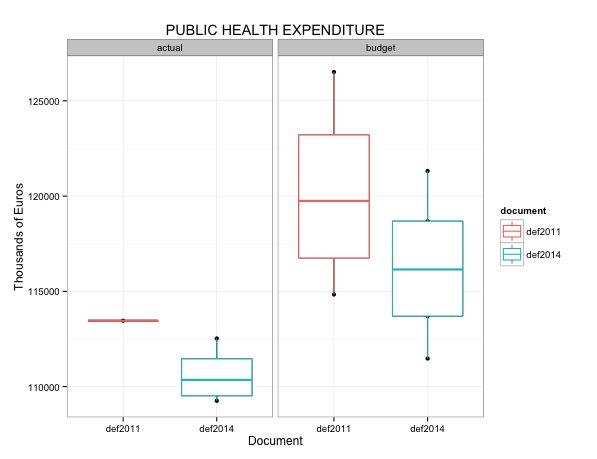 PUBLIC HEALTH EXPENDITURE
actual
budget
125000
120000
115000
110000
Thousands of Euros
def2011
def2014
def2011
def2014
Document
document
def2011
def2014